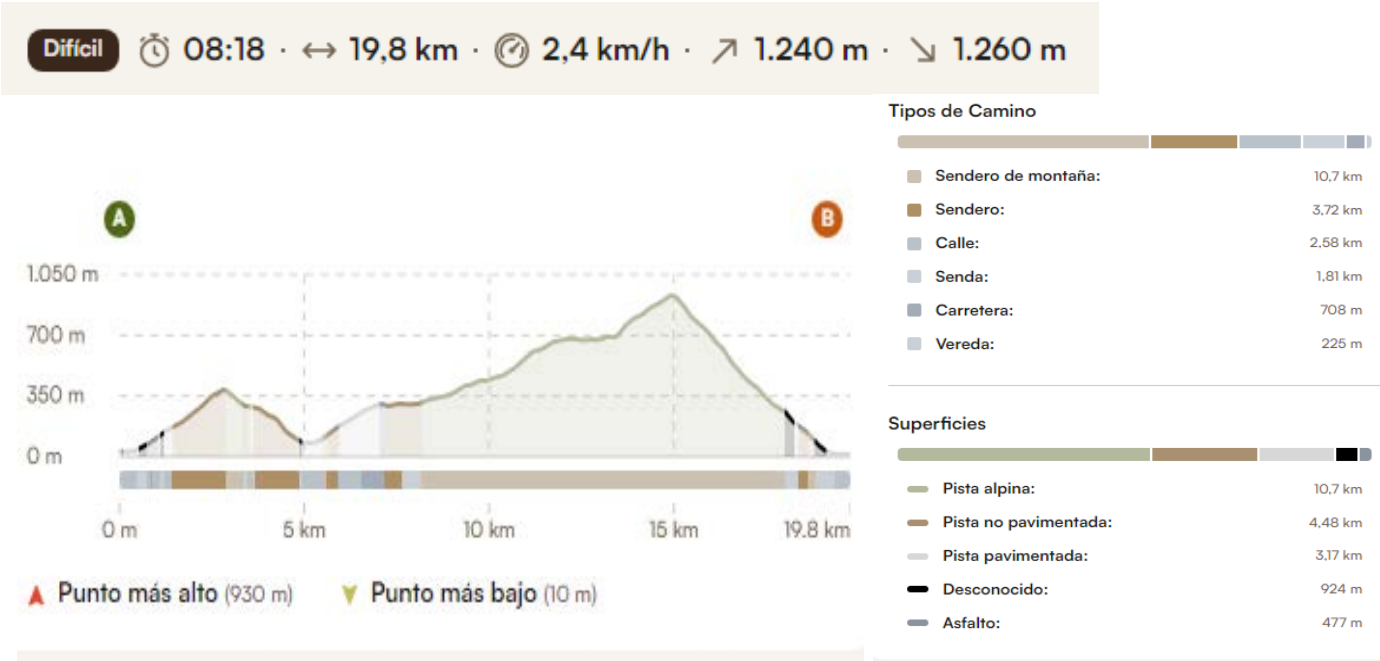 Difícil 08:18 · 19,8 km · 2,4 km/h · 1.240 m · 1.260 m
A
B
1.050 m
700 m
350 m
0 m
0 m 5 km 10 km 15 km 19.8 km
Punto más alto (930 m) Punto más bajo (10 m)
Tipos de Camino
Sendero de montaña: 10,7 km
Sendero: 3,72 km
Calle: 2,58 km
Senda: 1,81 km
Carretera: 708 m
Vereda: 225 m
Superficies
Pista alpina: 10,7 km
Pista no pavimentada: 4,48 km
Pista pavimentada: 3,17 km
Desconocido: 924 m
Asfalto: 477 m